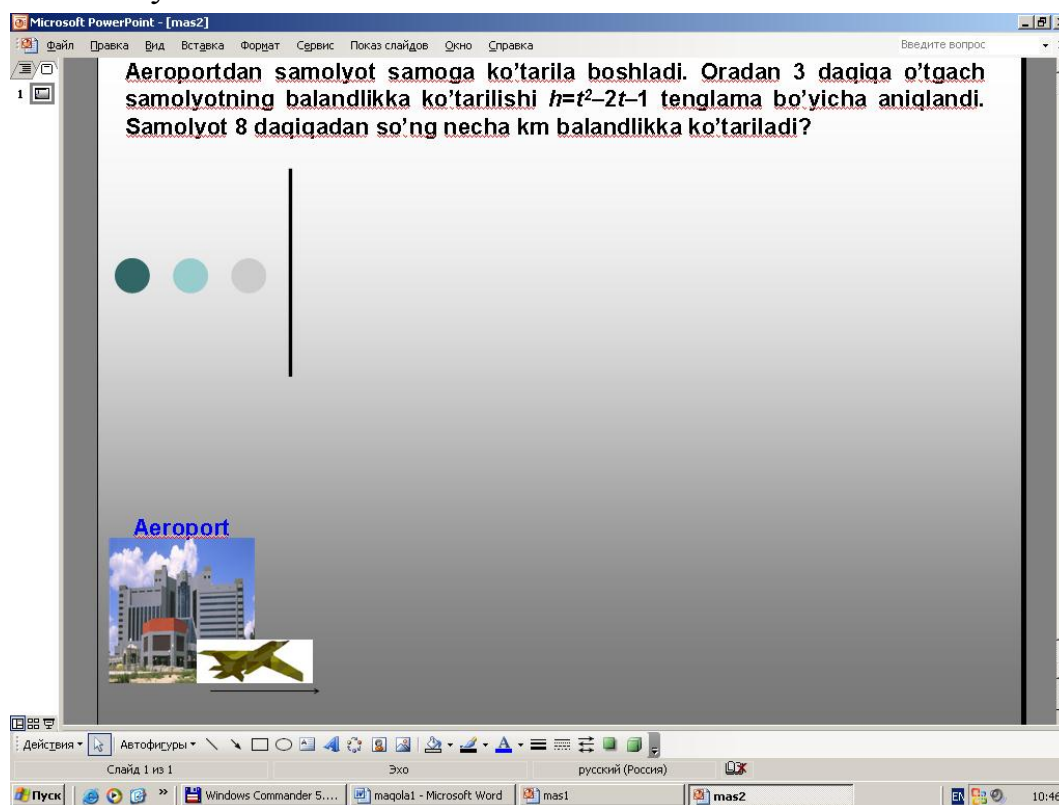 Microsoft PowerPoint - [mas2]
Файл Правка Вид Вставка Формат Сервис Показ слайдов Окно Справка Введите вопрос
1
Aeroportdan samolyot samoga ko’tarila boshladi. Oradan 3 daqiqa o’tgach
samolyotning balandlikka ko’tarilishi h=t²–2t–1 tenglama bo’yicha aniqlandi.
Samolyot 8 daqiqadan so’ng necha km balandlikka ko’tariladi?
Aeroport
Действия Автофигуры
Слайд 1 из 1 Эхо русский (Россия)
Пуск » Windows Commander 5.... maqola1 - Microsoft Word mas1 mas2 EN » 10:46